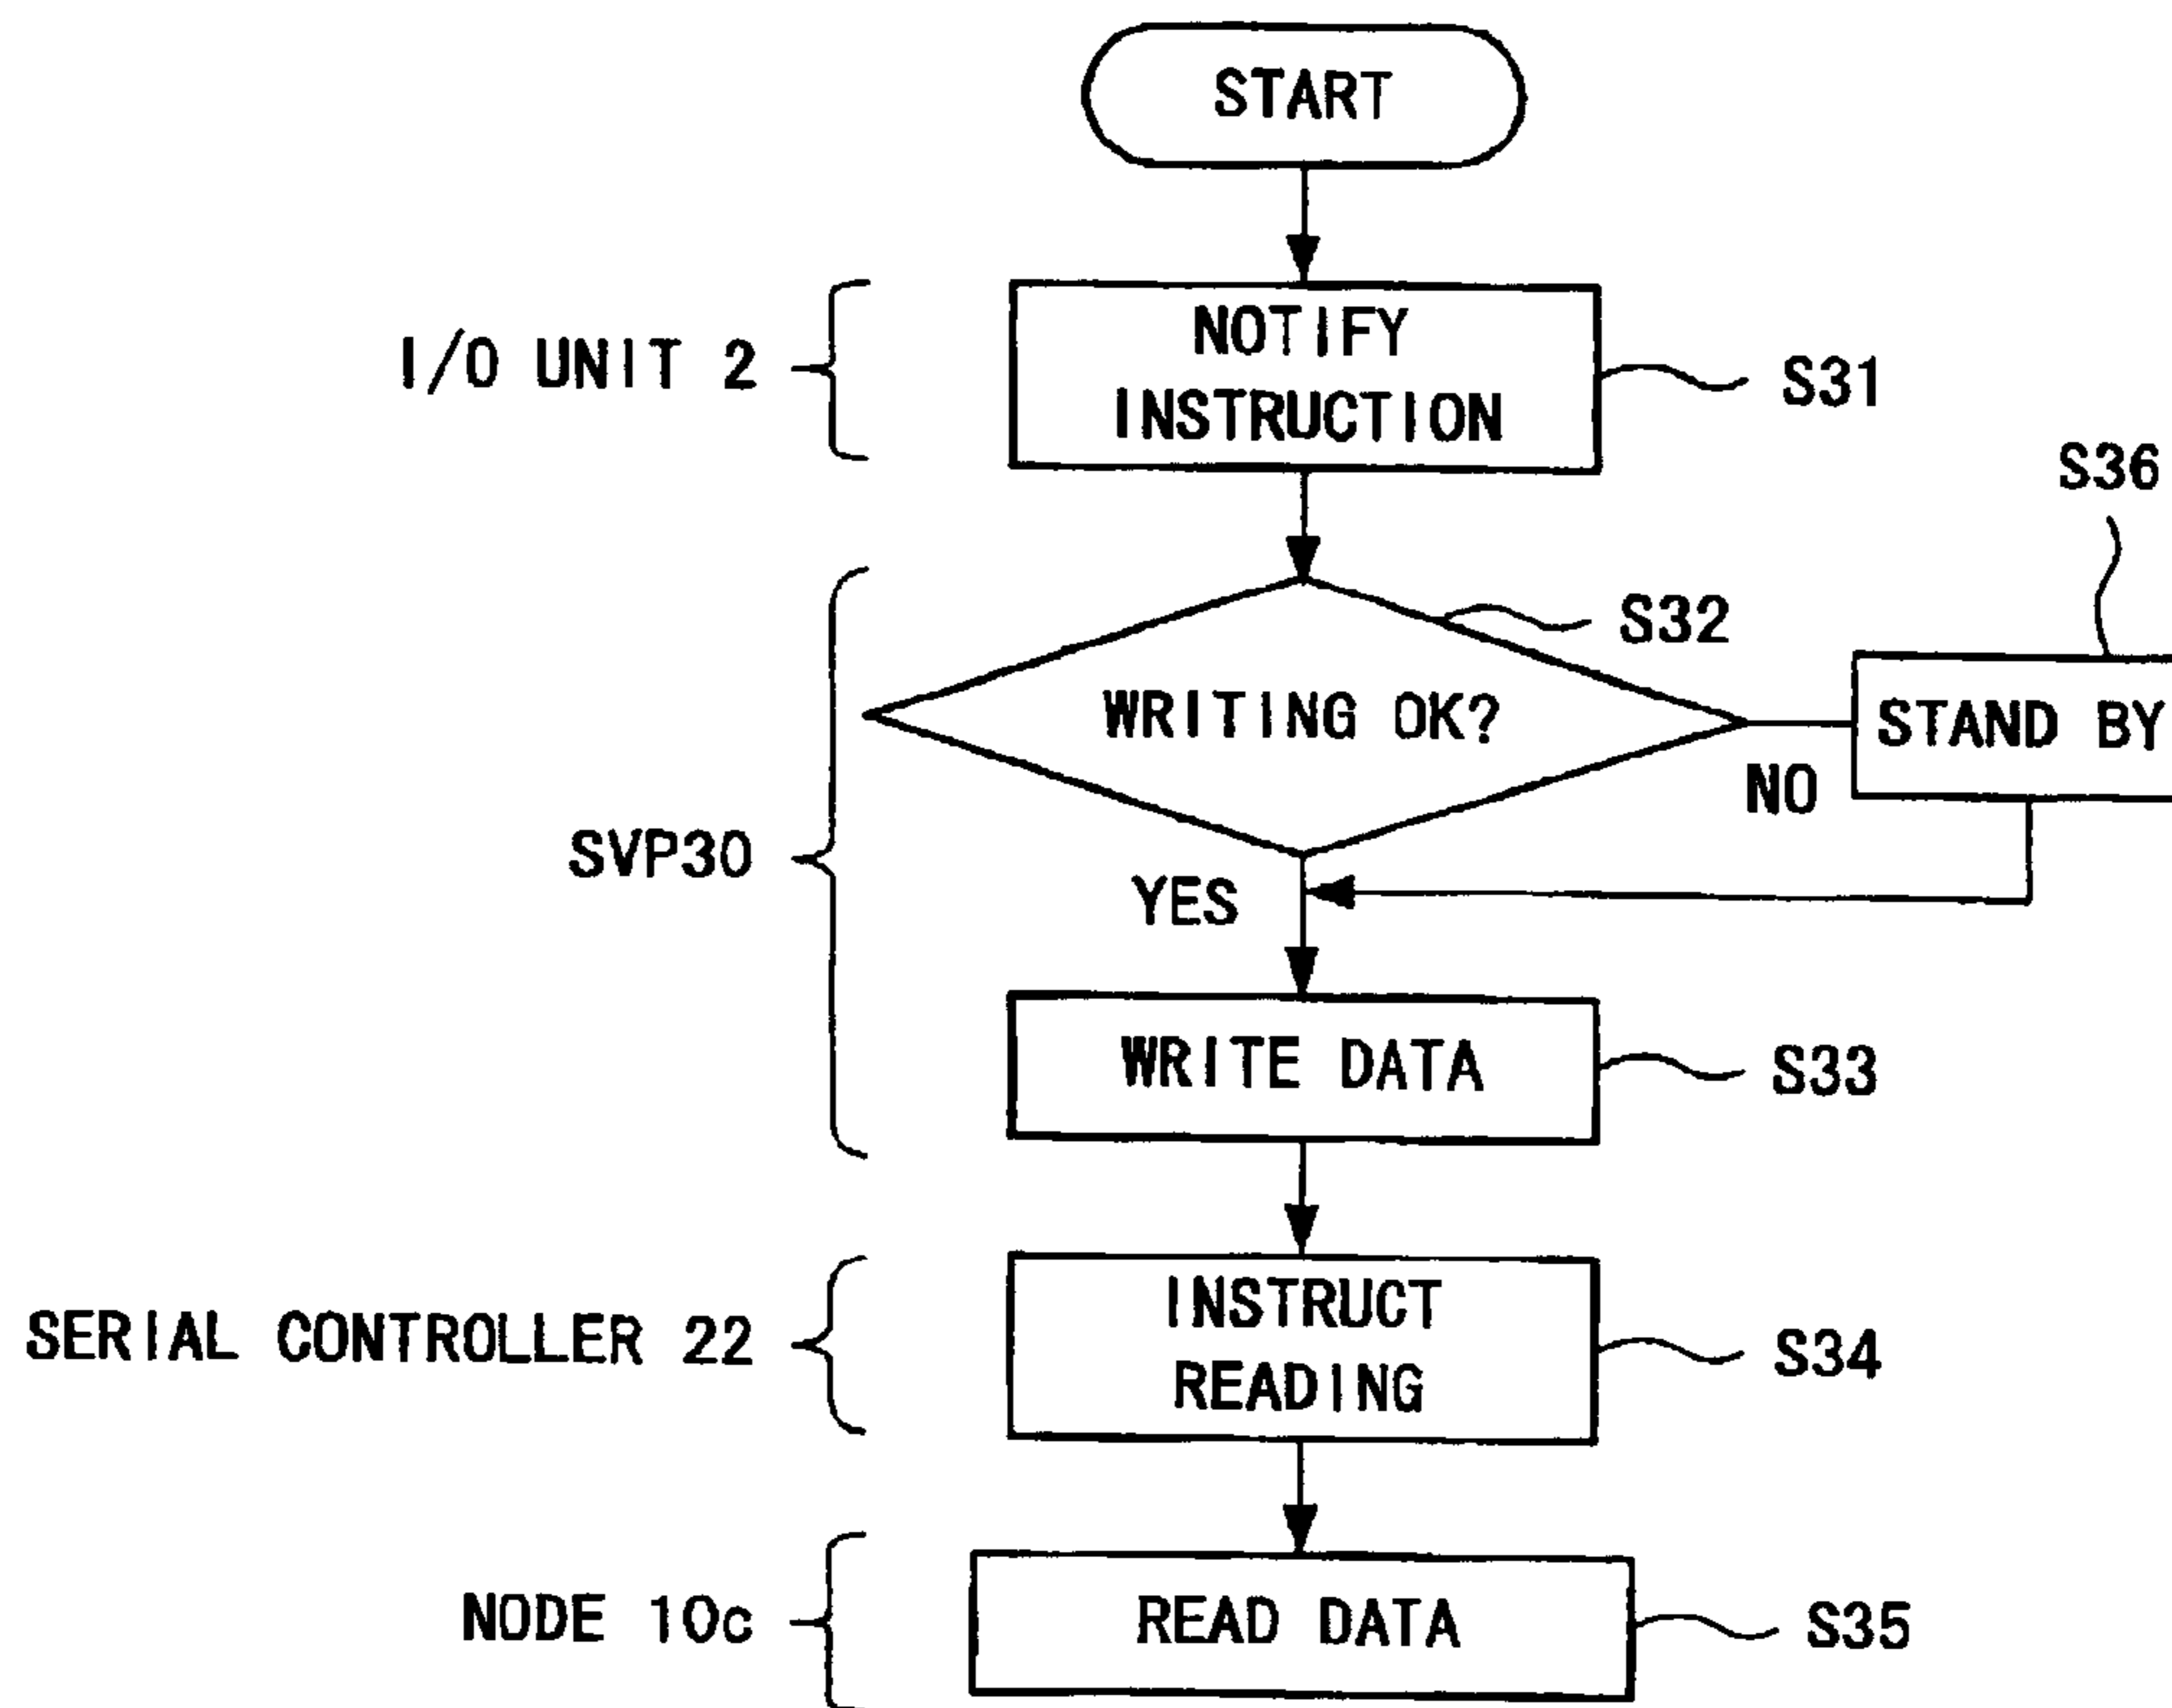 START
NOTIFY
INSTRUCTION
I/O UNIT 2
S31
S36
S32
WRITING OK?
STAND BY
NO
SVP30
YES
WRITE DATA
S33
INSTRUCT
READING
SERIAL CONTROLLER 22
S34
NODE 10c
READ DATA
S35